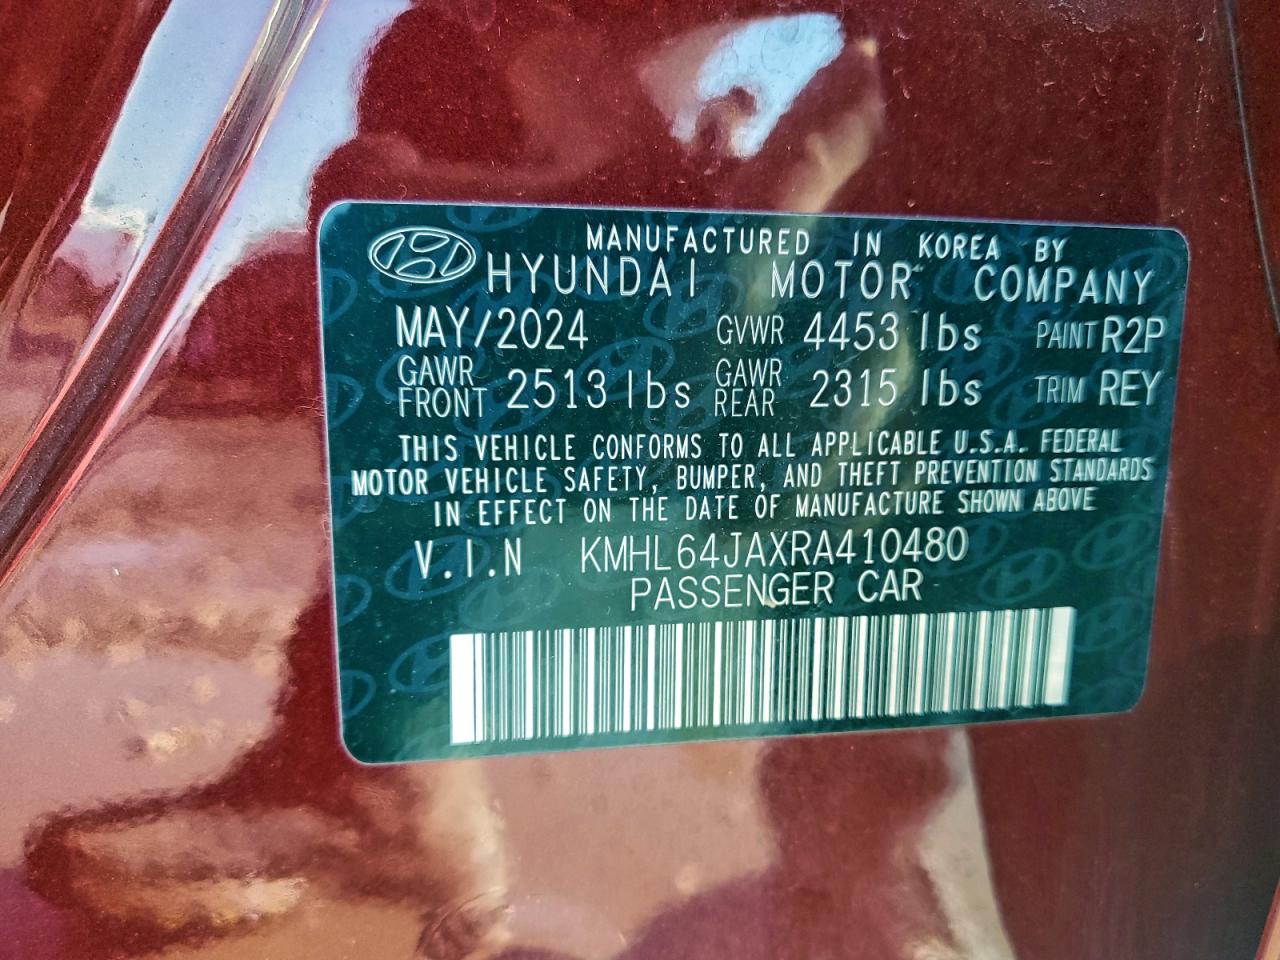 MANUFACTURED IN KOREA BY
HYUNDAI MOTOR COMPANY
MAY/2024 GVWR 4453 lbs PAINT R2P
GAWR FRONT 2513 lbs GAWR REAR 2315 lbs TRIM REY
THIS VEHICLE CONFORMS TO ALL APPLICABLE U.S.A. FEDERAL
MOTOR VEHICLE SAFETY, BUMPER, AND THEFT PREVENTION STANDARDS
IN EFFECT ON THE DATE OF MANUFACTURE SHOWN ABOVE
V.I.N KMHL64JAXRA410480
PASSENGER CAR